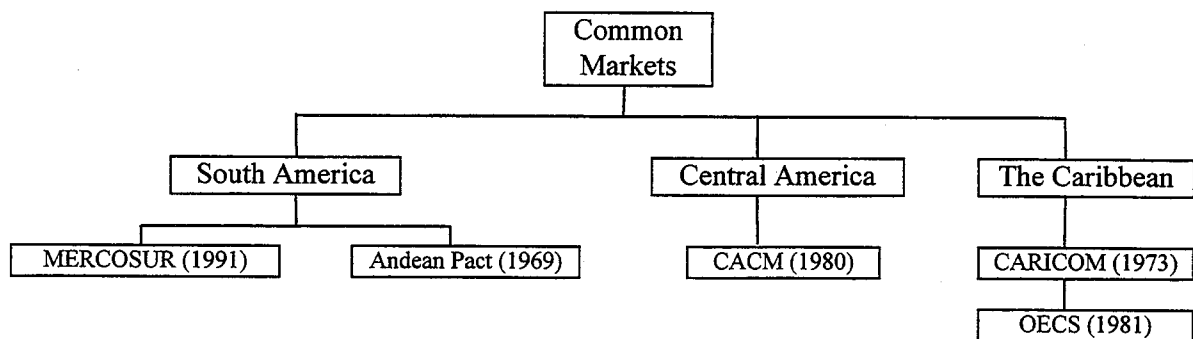 Common
Markets
South America
Central America
The Caribbean
MERCOSUR (1991)
Andean Pact (1969)
CACM (1980)
CARICOM (1973)
OECS (1981)